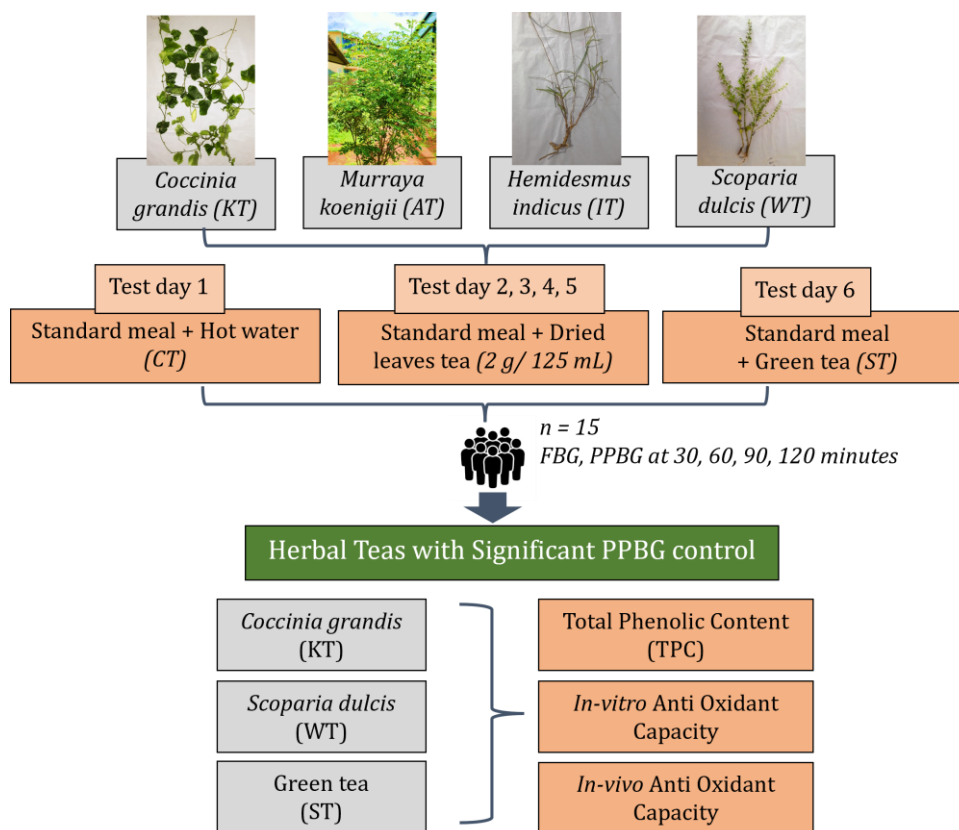 Coccinia
grandis (KT)
Murraya
koenigii (AT)
Hemidesmus
indicus (IT)
Scoparia
dulcis (WT)
Test day 1
Standard meal + Hot water
(CT)
Test day 2, 3, 4, 5
Standard meal + Dried
leaves tea (2 g/ 125 mL)
Test day 6
Standard meal
+ Green tea (ST)
n = 15
FBG, PPBG at 30, 60, 90, 120 minutes
Herbal Teas with Significant PPBG control
Coccinia grandis
(KT)
Scoparia dulcis
(WT)
Green tea
(ST)
Total Phenolic Content
(TPC)
In-vitro Anti Oxidant
Capacity
In-vivo Anti Oxidant
Capacity